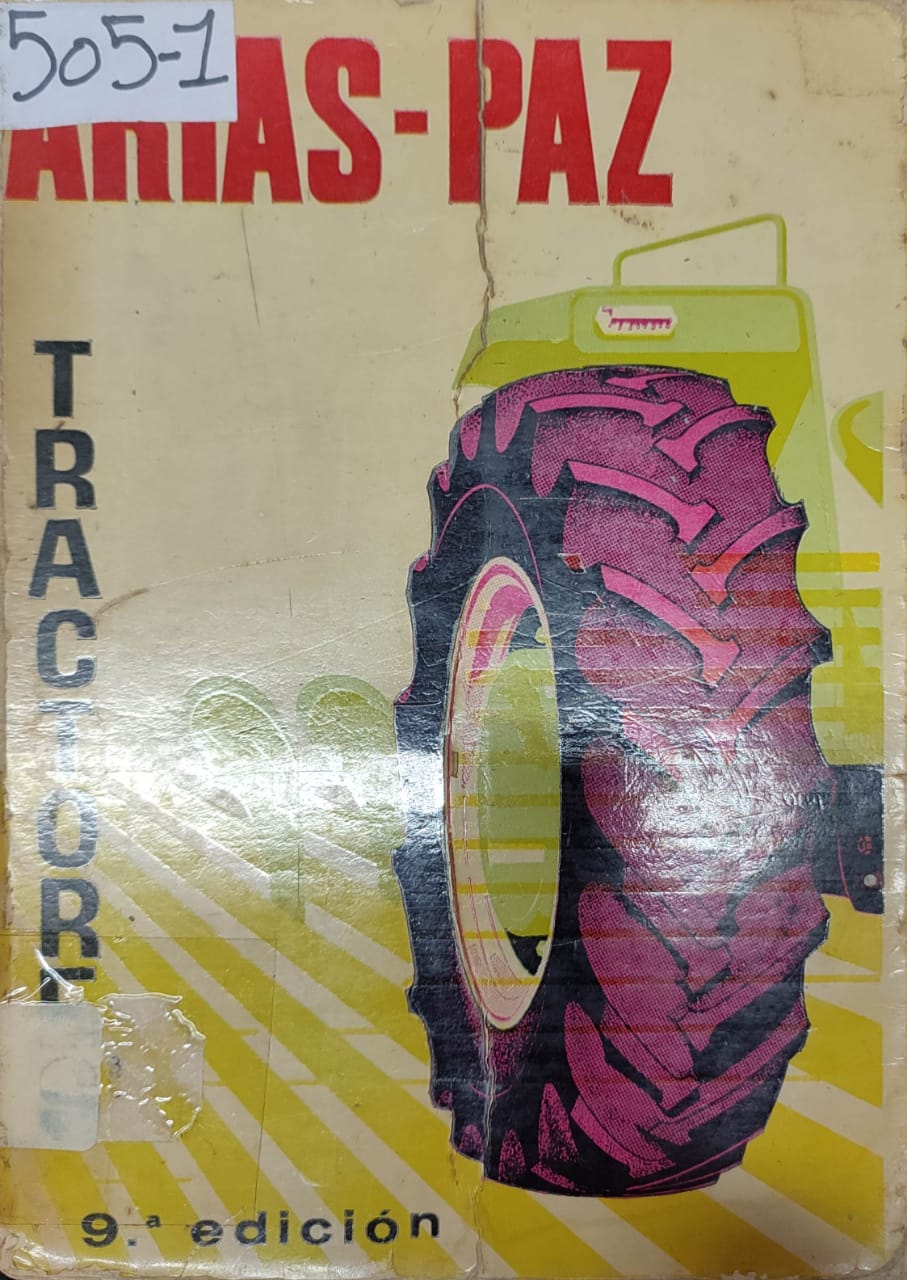 505-1
ARIAS-PAZ
TRACTORE
9.ª edición